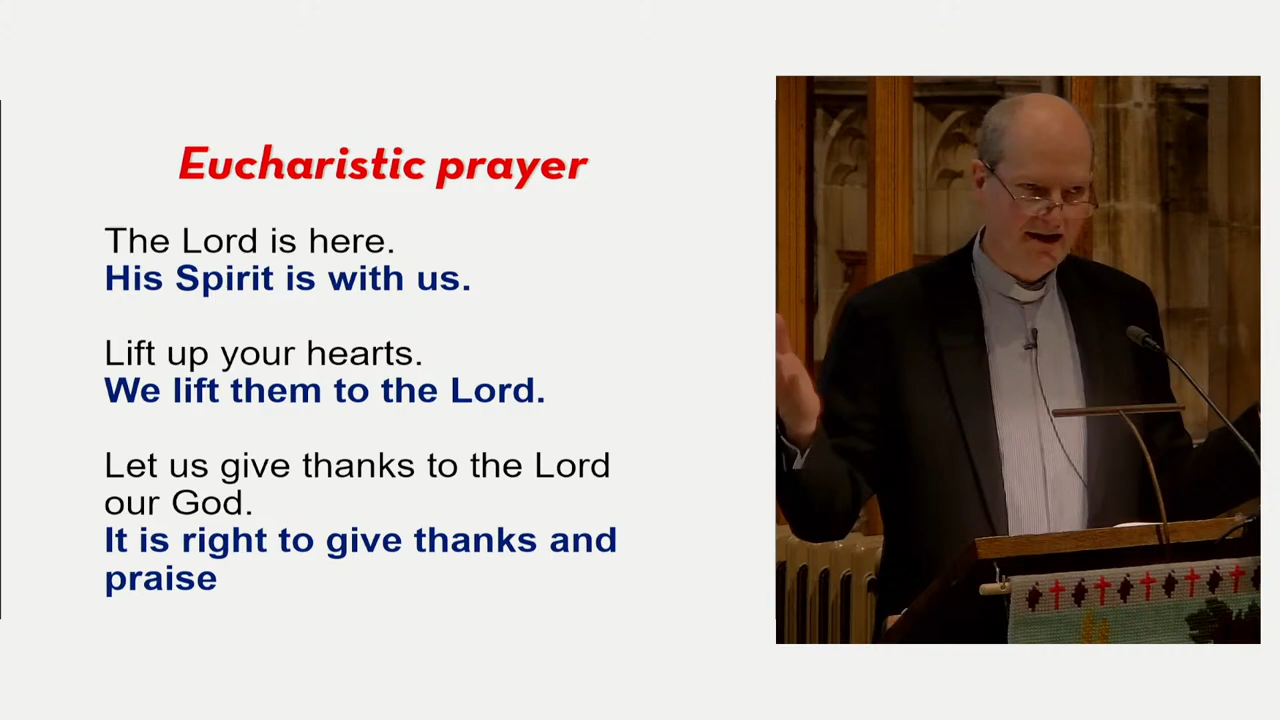 Eucharistic prayer
The Lord is here.
His Spirit is with us.
Lift up your hearts.
We lift them to the Lord.
Let us give thanks to the Lord
our God.
It is right to give thanks and
praise